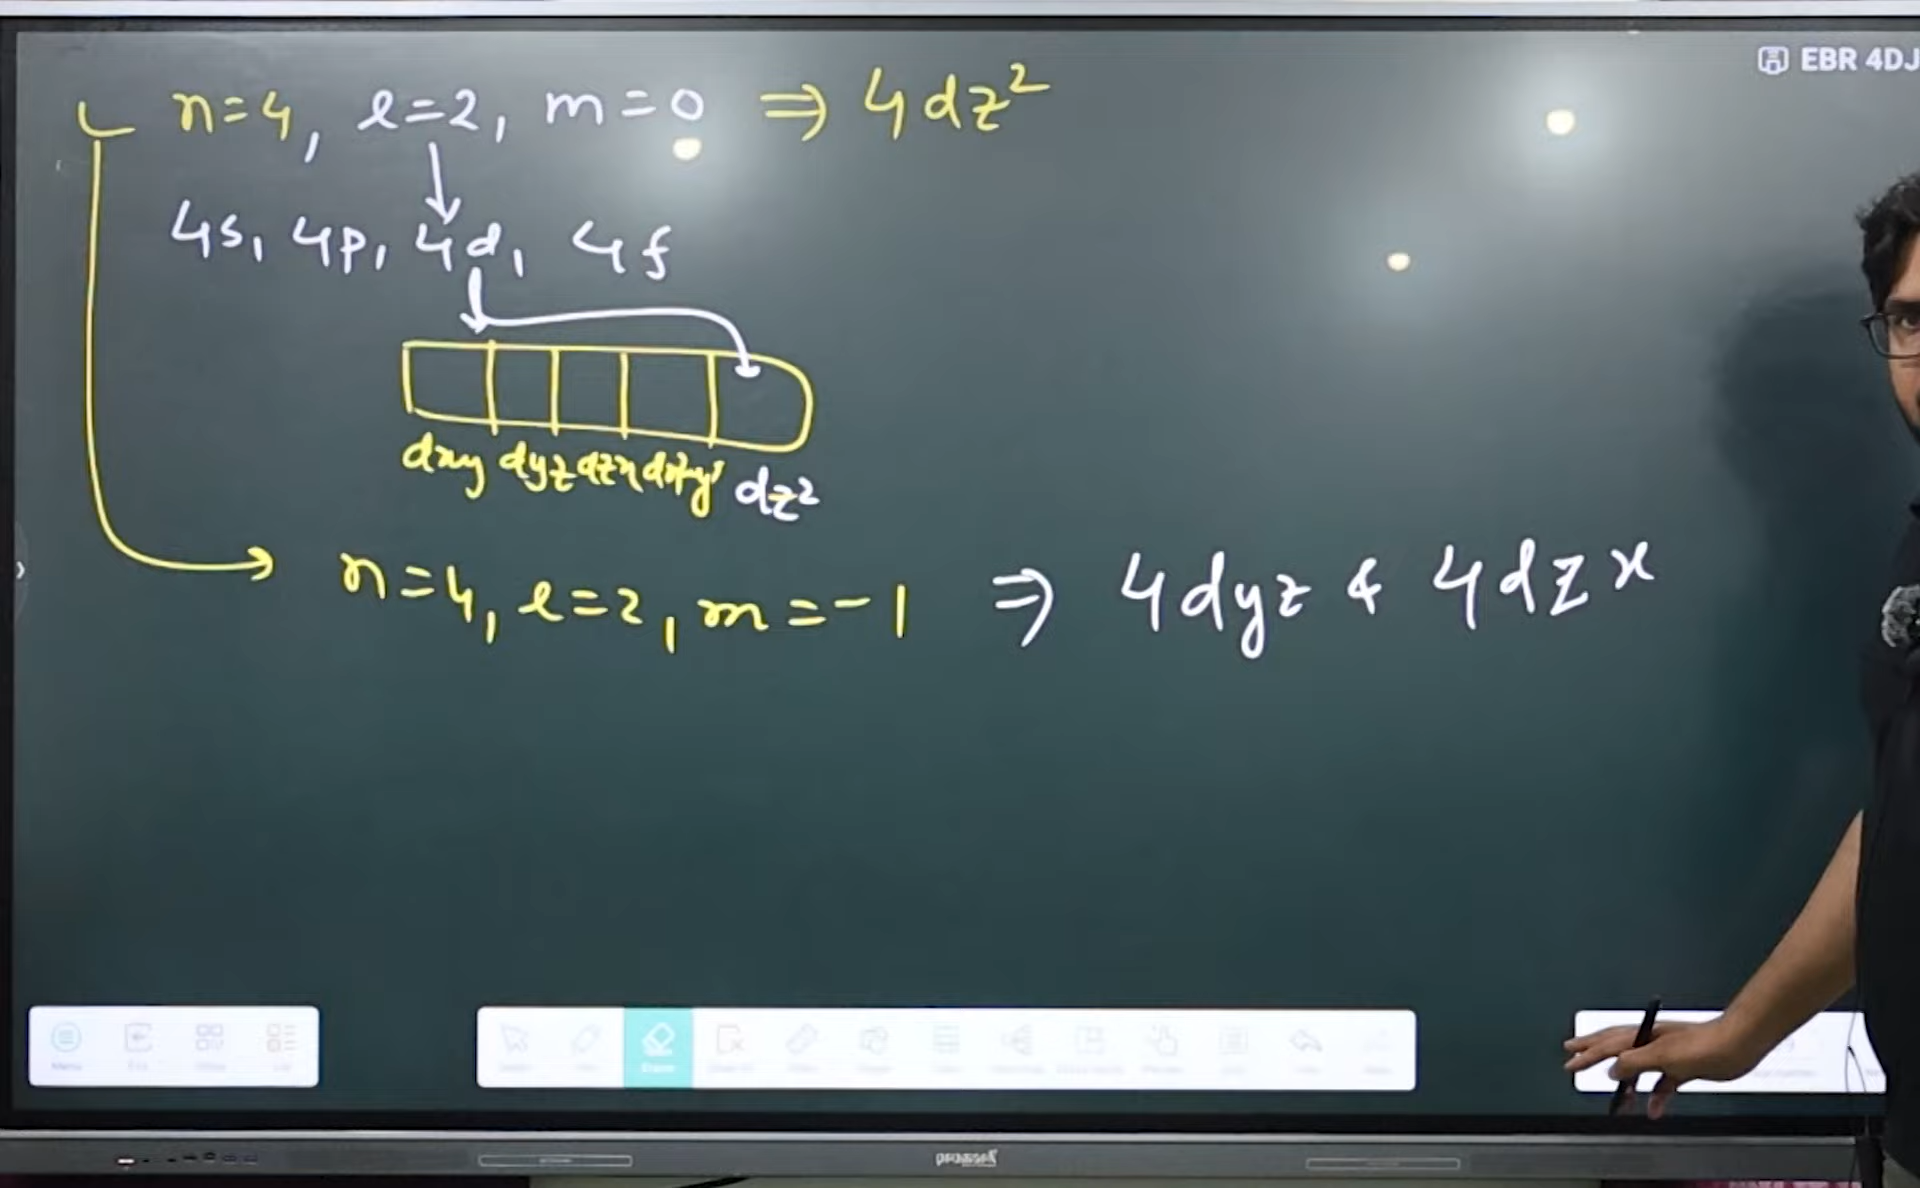 EBR 4DJ
n=4, l=2, m=0 ⇒ 4dz²
4s, 4p, 4d, 4f
dxy dyz dzx dx²-y² dz²
n=4, l=2, m=-1 ⇒ 4dyz & 4dzx
Menu